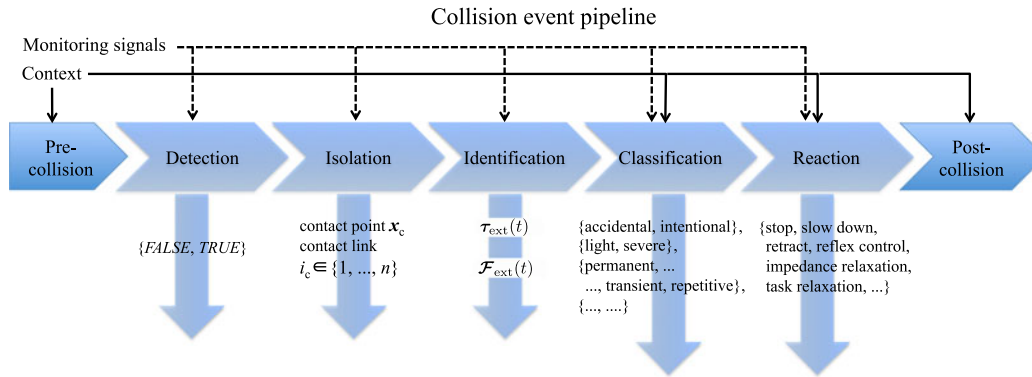 Collision event pipeline
Monitoring signals
Context
Pre-
collision
Detection
Isolation
Identification
Classification
Reaction
Post-
collision
{FALSE, TRUE}
contact point x_c
contact link
i_c ∈ {1, ..., n}
τ_ext(t)
ℱ_ext(t)
{accidental, intentional},
{light, severe},
{permanent, ...
..., transient, repetitive},
{..., ....}
{stop, slow down,
retract, reflex control,
impedance relaxation,
task relaxation, ...}